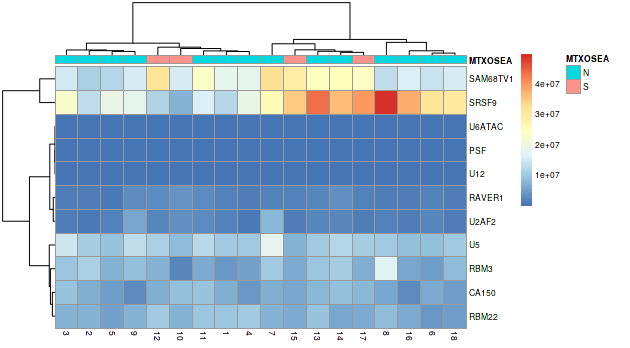 MTXOSEA
MTXOSEA
N
S
SAM68TV1
SRSF9
U6ATAC
PSF
U12
RAVER1
U2AF2
U5
RBM3
CA150
RBM22
4e+07
3e+07
2e+07
1e+07
3 2 5 9 12 10 11 1 4 7 15 13 14 17 8 16 6 18